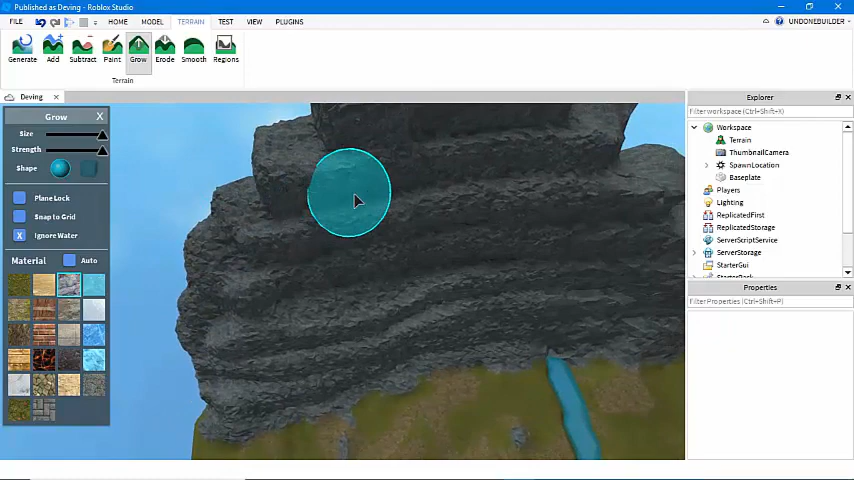 Published as Deving - Roblox Studio
FILE HOME MODEL TERRAIN TEST VIEW PLUGINS UNDONEBUILDER
Generate Add Subtract Paint Grow Erode Smooth Regions
Terrain
Deving x
Grow X
Size
Strength
Shape
Plane Lock
Snap to Grid
X Ignore Water
Material Auto
Explorer
Filter workspace (Ctrl+Shift+X)
Workspace
Terrain
ThumbnailCamera
SpawnLocation
Baseplate
Players
Lighting
ReplicatedFirst
ReplicatedStorage
ServerScriptService
ServerStorage
StarterGui
StarterPack
Properties
Filter Properties (Ctrl+Shift+P)